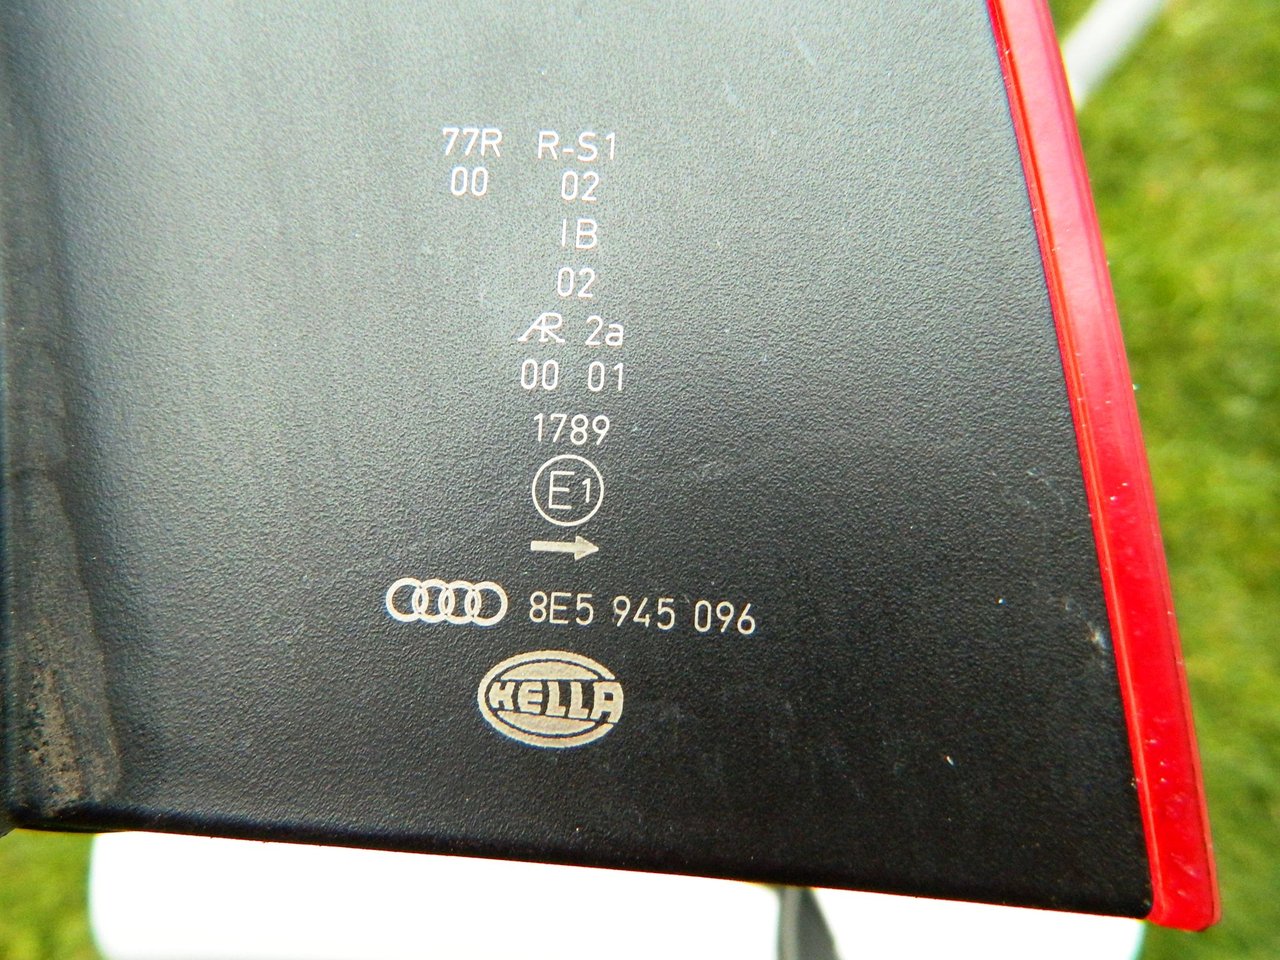 77R R-S1
00 02
IB
02
AR 2a
00 01
1789
E1
8E5 945 096
HELLA